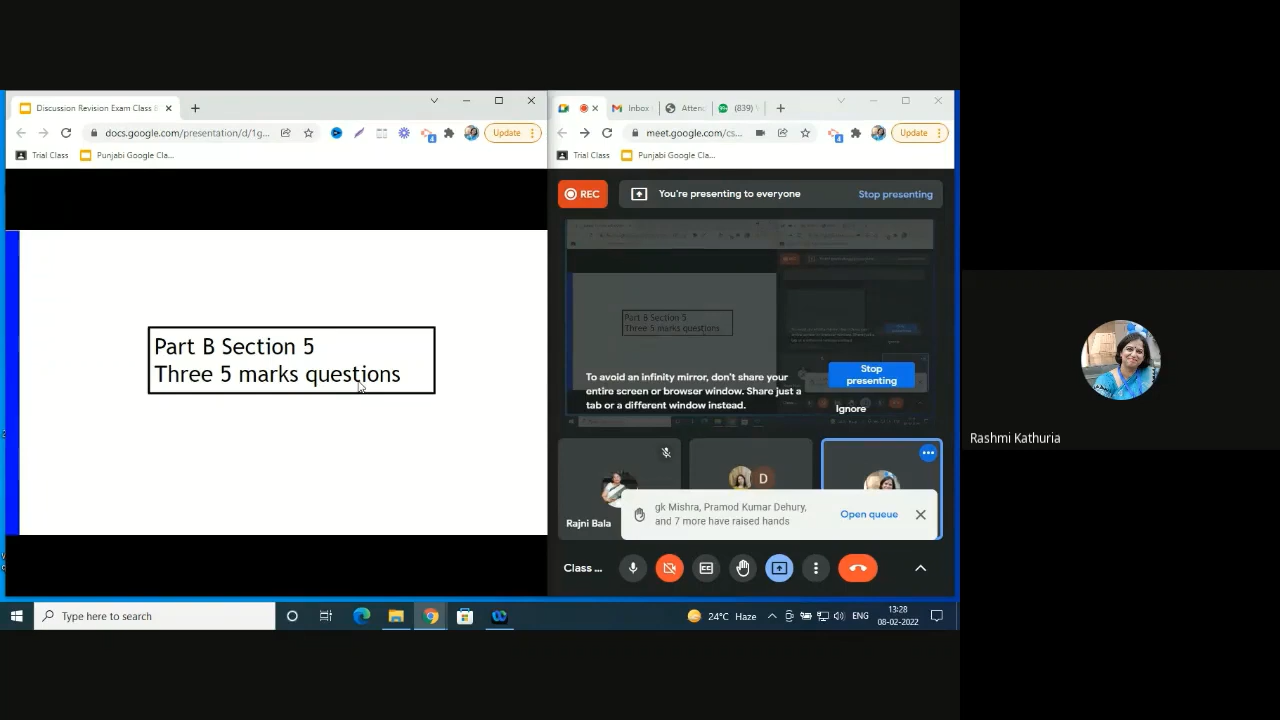 Discussion Revision Exam Class
docs.google.com/presentation/d/1g...
Update
Trial Class
Punjabi Google Cla...
Part B Section 5
Three 5 marks questions
Inbox
Atten
(839)
meet.google.com/cs...
Update
Trial Class
Punjabi Google Cla...
REC
You're presenting to everyone
Stop presenting
Part B Section 5
Three 5 marks questions
To avoid an infinity mirror, don't share your
entire screen or browser window. Share just a
tab or a different window instead.
Stop
presenting
Ignore
D
Rajni Bala
gk Mishra, Pramod Kumar Dehury,
and 7 more have raised hands
Open queue
Class ...
Type here to search
24°C Haze
ENG
13:28
08-02-2022
Rashmi Kathuria